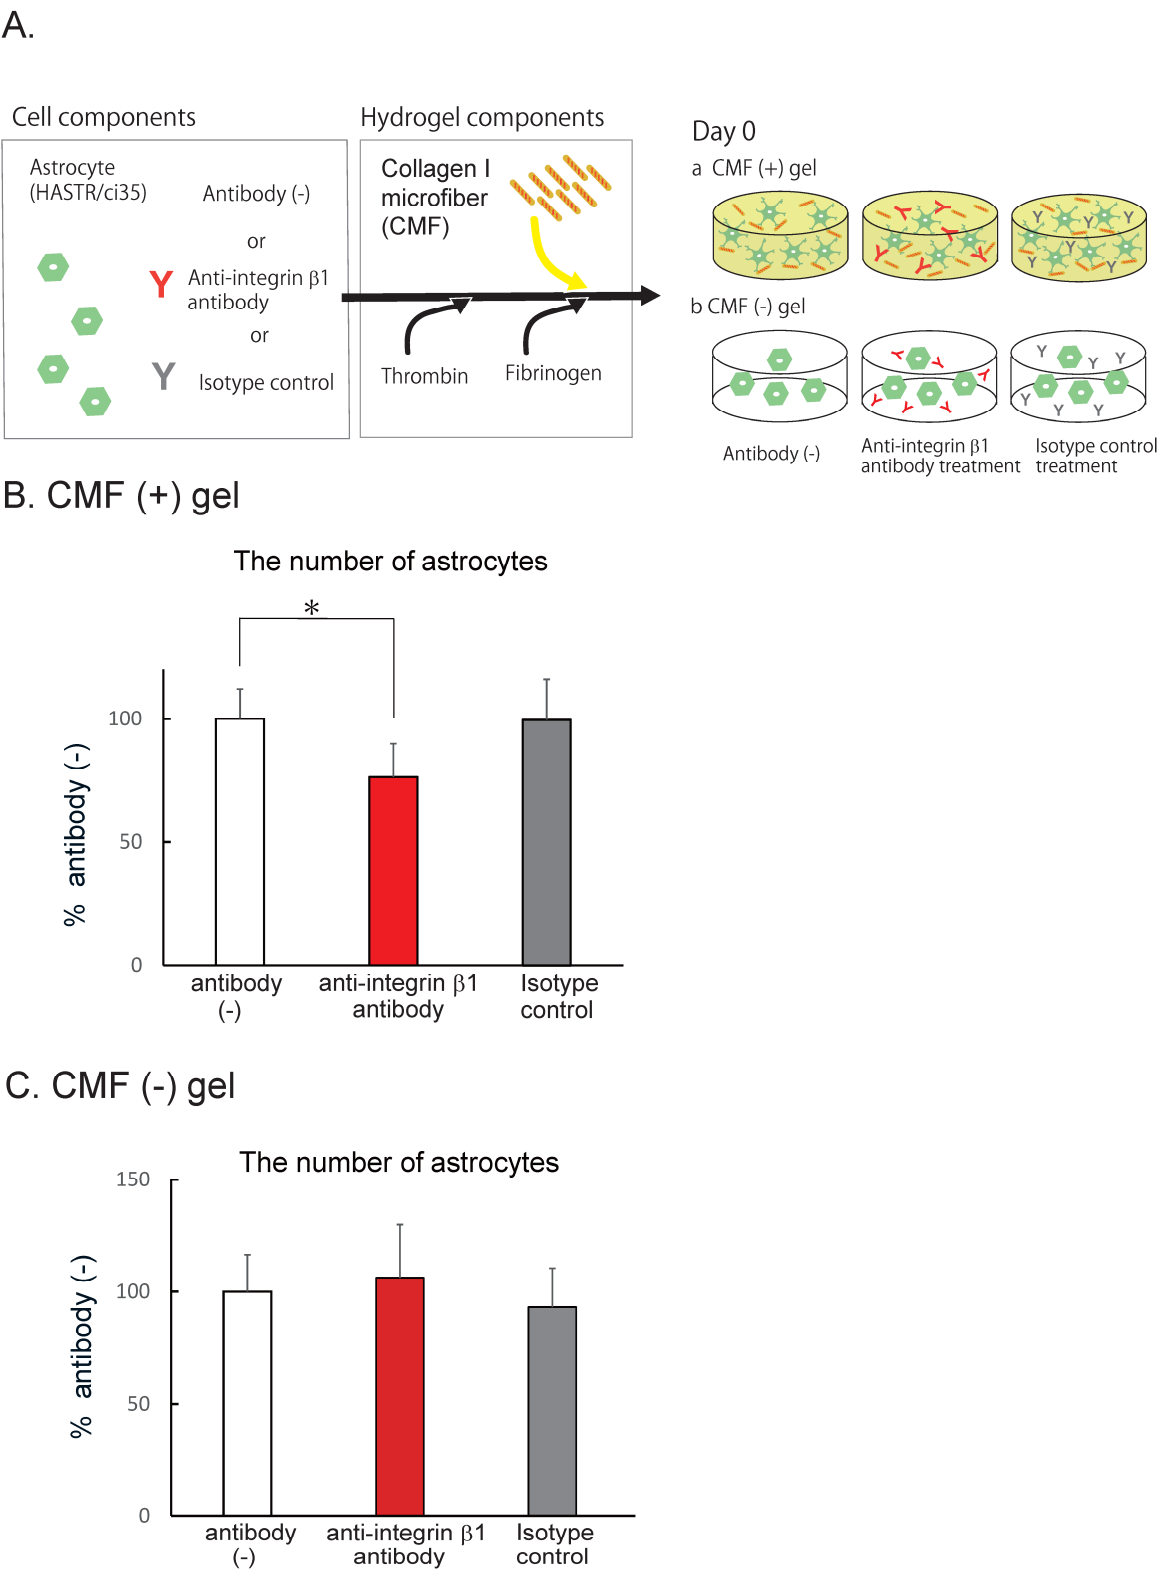 A.
Cell components
Hydrogel components
Astrocyte
(HASTR/ci35)
Antibody (-)
or
Anti-integrin β1
antibody
or
Isotype control
Collagen I
microfiber
(CMF)
Thrombin
Fibrinogen
Day 0
a CMF (+) gel
b CMF (-) gel
Antibody (-)
Anti-integrin β1
antibody treatment
Isotype control
treatment
B. CMF (+) gel
The number of astrocytes
*
% antibody (-)
100
50
0
antibody
(-)
anti-integrin β1
antibody
Isotype
control
C. CMF (-) gel
The number of astrocytes
% antibody (-)
150
100
50
0
antibody
(-)
anti-integrin β1
antibody
Isotype
control